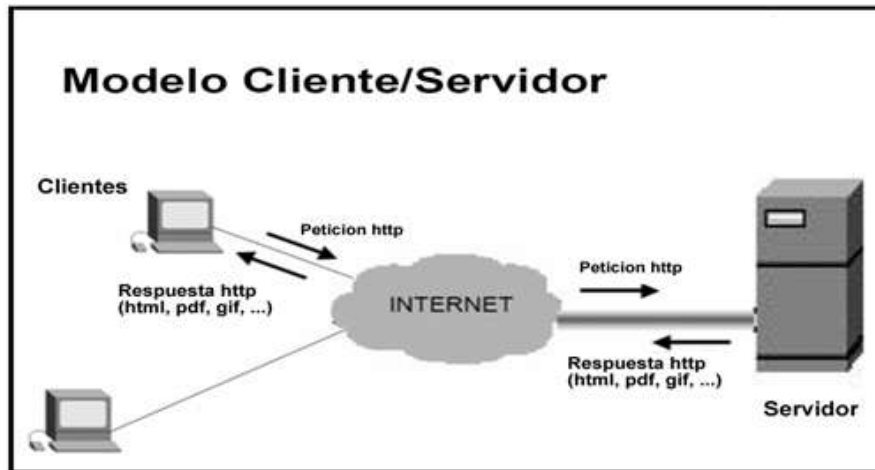 Modelo Cliente/Servidor
Clientes
Peticion http
Respuesta http
(html, pdf, gif, ...)
INTERNET
Peticion http
Respuesta http
(html, pdf, gif, ...)
Servidor